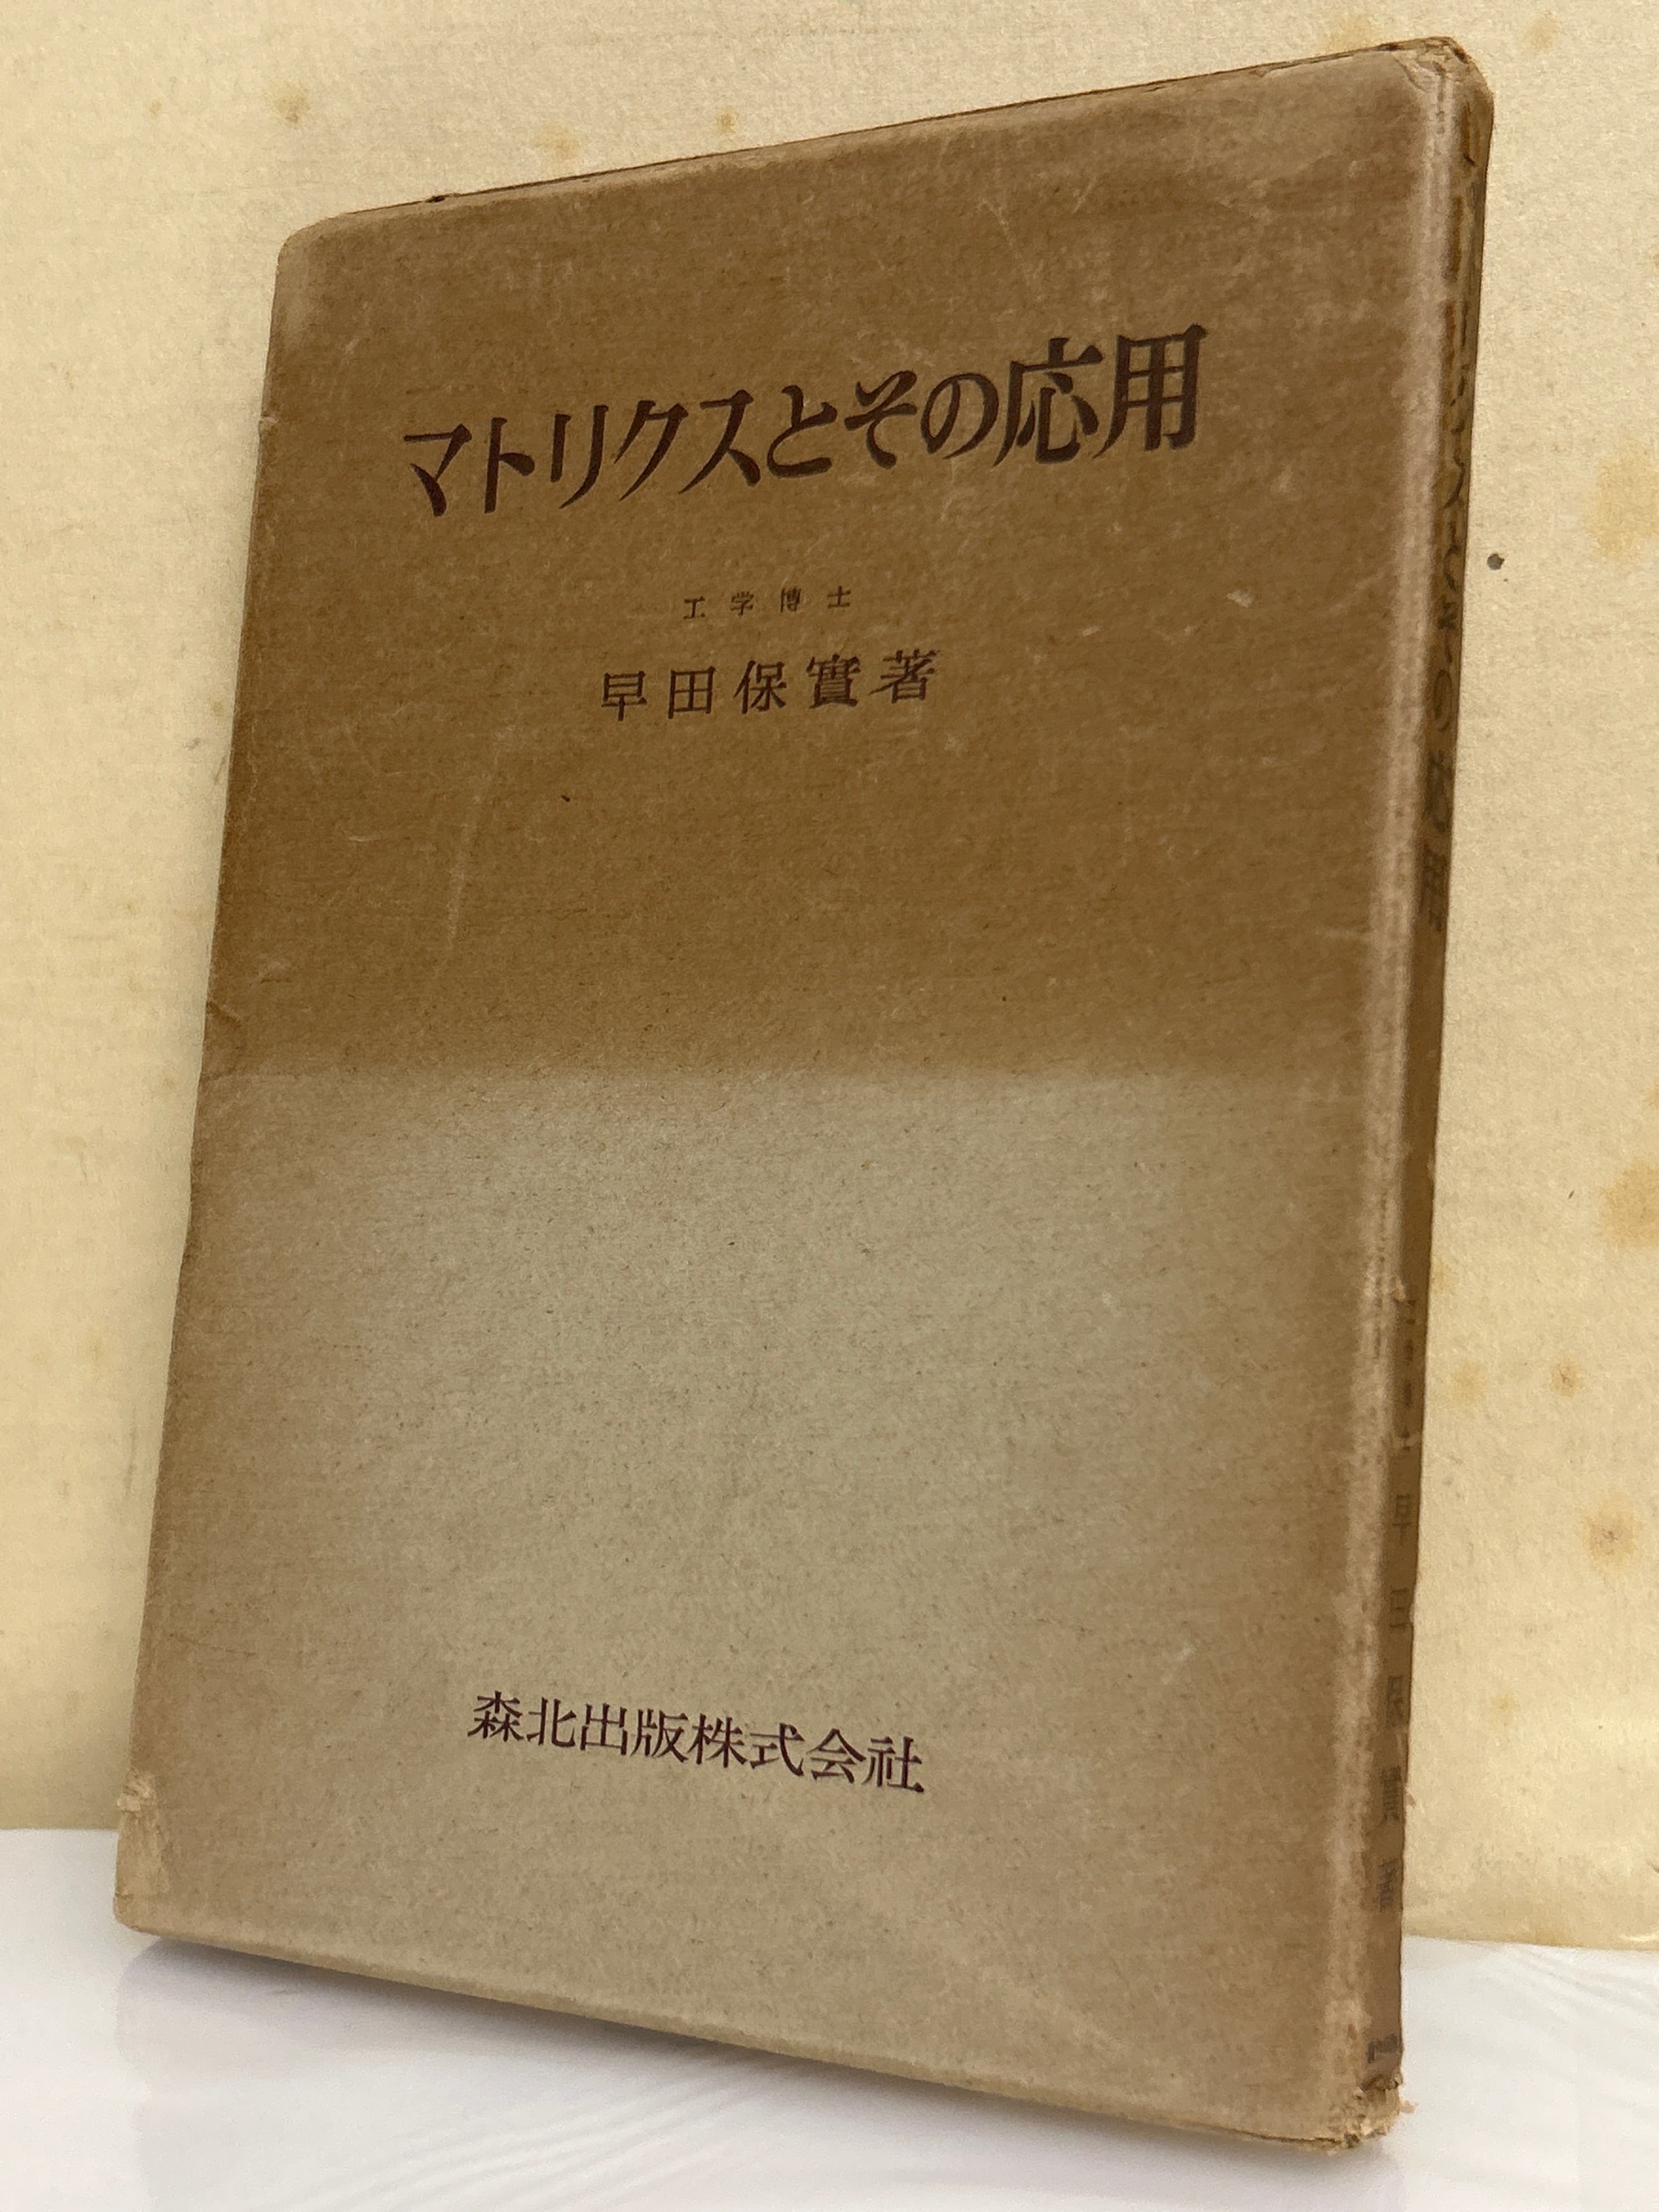 マトリクスとその応用
工学博士
早田保實著
森北出版株式会社